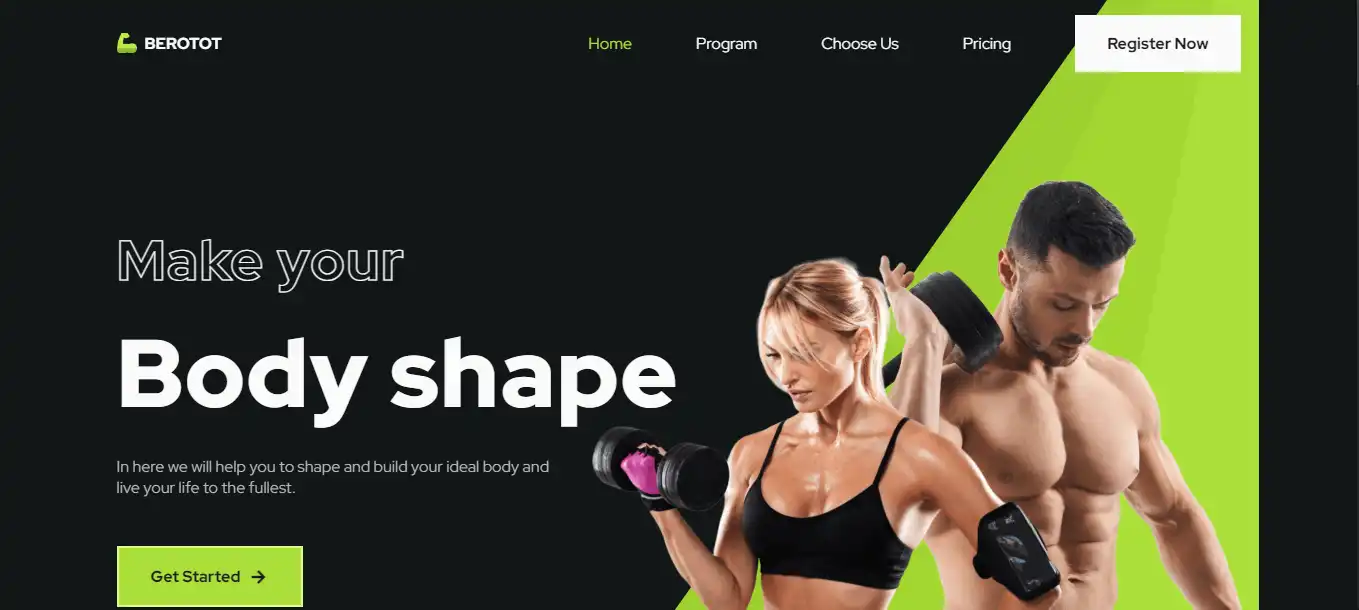 BEROTOT
Home
Program
Choose Us
Pricing
Register Now
Make your
Body shape
In here we will help you to shape and build your ideal body and
live your life to the fullest.
Get Started